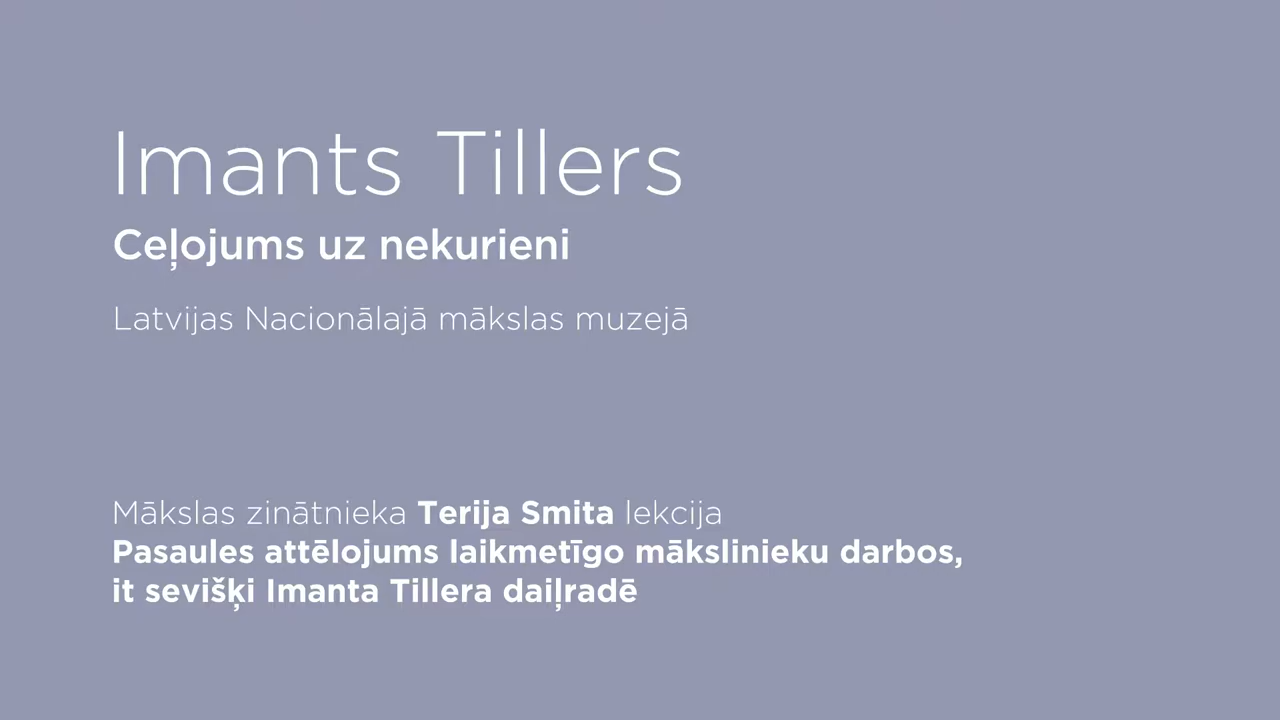 Imants Tillers
Ceļojums uz nekurieni
Latvijas Nacionālajā mākslas muzejā
Mākslas zinātnieka Terija Smita lekcija
Pasaules attēlojums laikmetīgo mākslinieku darbos,
it sevišķi Imanta Tillera daiļradē